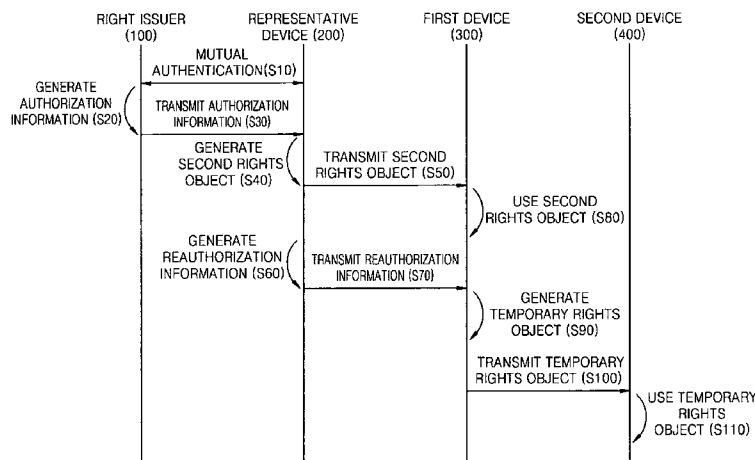 RIGHT ISSUER
(100)
REPRESENTATIVE
DEVICE (200)
FIRST DEVICE
(300)
SECOND DEVICE
(400)
MUTUAL
AUTHENTICATION(S10)
GENERATE
AUTHORIZATION
INFORMATION (S20)
TRANSMIT AUTHORIZATION
INFORMATION (S30)
GENERATE
SECOND RIGHTS
OBJECT (S40)
TRANSMIT SECOND
RIGHTS OBJECT (S50)
USE SECOND
RIGHTS OBJECT (S80)
GENERATE
REAUTHORIZATION
INFORMATION (S60)
TRANSMIT REAUTHORIZATION
INFORMATION (S70)
GENERATE
TEMPORARY RIGHTS
OBJECT (S90)
TRANSMIT TEMPORARY
RIGHTS OBJECT (S100)
USE TEMPORARY
RIGHTS
OBJECT (S110)